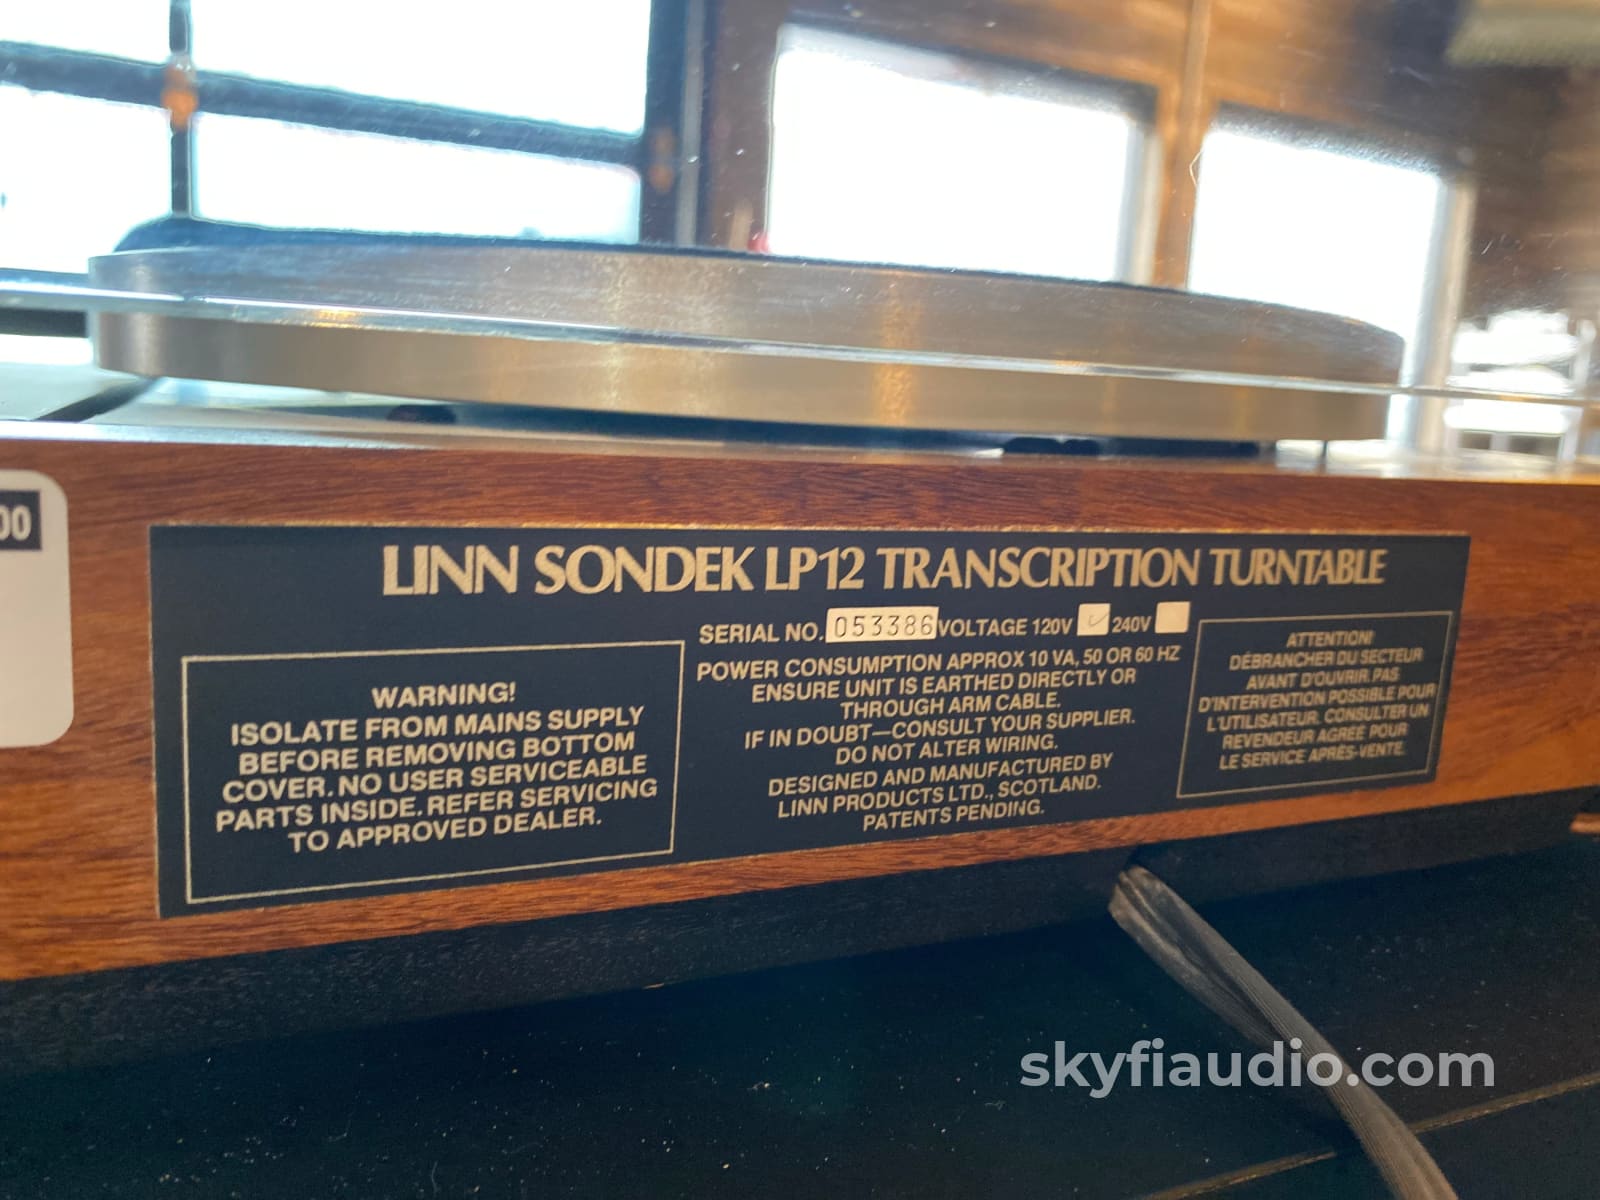 00
LINN SONDEK LP12 TRANSCRIPTION TURNTABLE
SERIAL NO. 053386 VOLTAGE 120V ✓ 240V
POWER CONSUMPTION APPROX 10 VA, 50 OR 60 HZ
ENSURE UNIT IS EARTHED DIRECTLY OR
THROUGH ARM CABLE.
IF IN DOUBT—CONSULT YOUR SUPPLIER.
DO NOT ALTER WIRING.
DESIGNED AND MANUFACTURED BY
LINN PRODUCTS LTD., SCOTLAND.
PATENTS PENDING.
WARNING!
ISOLATE FROM MAINS SUPPLY
BEFORE REMOVING BOTTOM
COVER. NO USER SERVICEABLE
PARTS INSIDE. REFER SERVICING
TO APPROVED DEALER.
ATTENTION!
DÉBRANCHER DU SECTEUR
AVANT D'OUVRIR. PAS
D'INTERVENTION POSSIBLE POUR
L'UTILISATEUR. CONSULTER UN
REVENDEUR AGRÉÉ POUR
LE SERVICE APRÈS-VENTE.
skyfiaudio.com